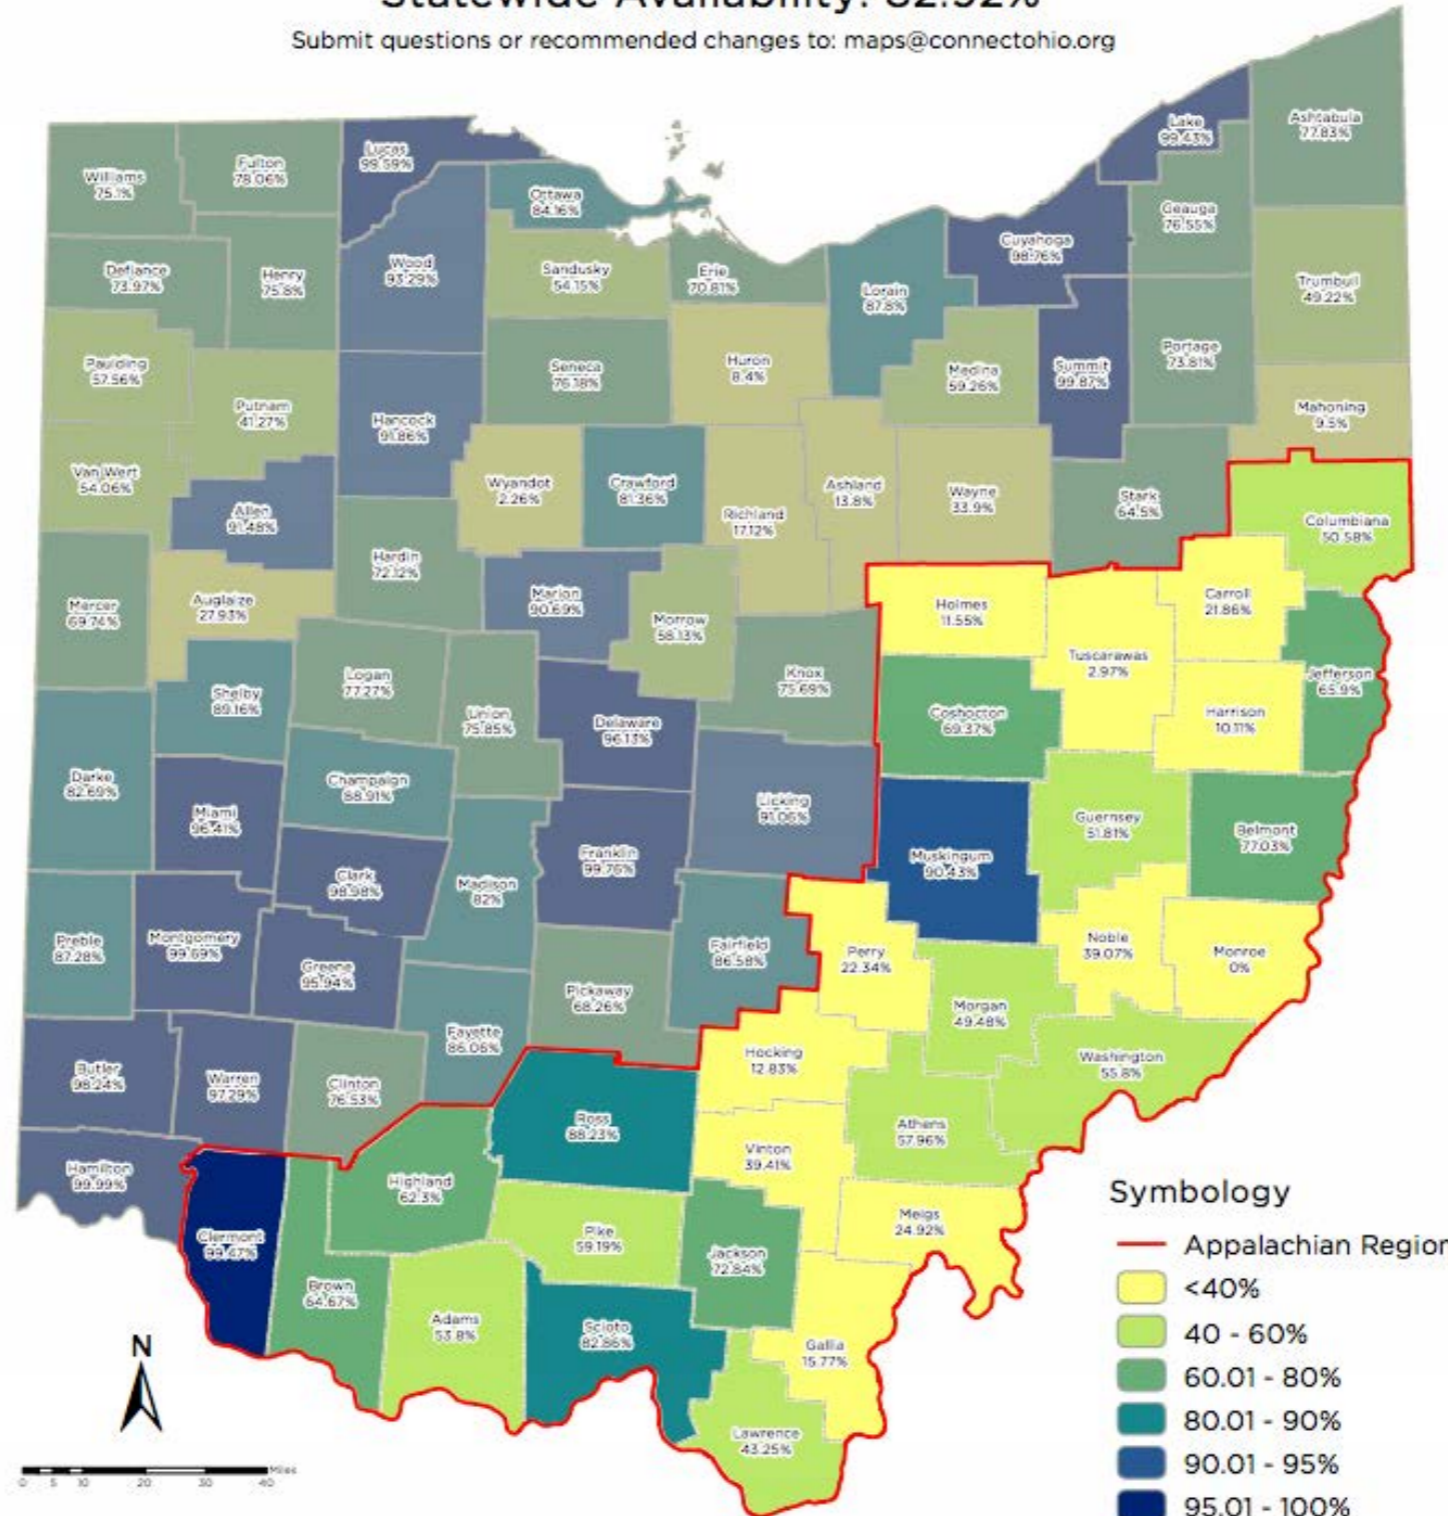 Statewide Availability: 82.92%
Submit questions or recommended changes to: maps@connectohio.org
Williams
75.1%
Fulton
78.06%
Lucas
99.59%
Ottawa
84.16%
Lake
99.43%
Ashtabula
77.83%
Defiance
73.97%
Henry
75.8%
Wood
93.29%
Sandusky
54.15%
Erie
70.81%
Lorain
87.8%
Cuyahoga
98.76%
Geauga
76.55%
Trumbull
49.22%
Paulding
57.56%
Putnam
41.27%
Hancock
91.86%
Seneca
76.18%
Huron
8.4%
Medina
59.26%
Summit
99.87%
Portage
73.81%
Mahoning
9.5%
Van Wert
54.06%
Allen
91.48%
Wyandot
2.26%
Crawford
81.36%
Richland
17.12%
Ashland
13.8%
Wayne
33.9%
Stark
64.5%
Columbiana
50.58%
Mercer
69.74%
Auglaize
27.93%
Hardin
72.12%
Marion
90.69%
Morrow
58.13%
Holmes
11.55%
Tuscarawas
2.97%
Carroll
21.86%
Jefferson
65.9%
Shelby
89.16%
Logan
77.27%
Union
75.85%
Delaware
96.13%
Knox
75.69%
Coshocton
69.37%
Harrison
10.11%
Darke
82.69%
Miami
96.41%
Champaign
88.91%
Licking
91.06%
Muskingum
90.43%
Guernsey
51.81%
Belmont
77.03%
Clark
98.98%
Madison
82%
Franklin
99.76%
Preble
87.28%
Montgomery
99.69%
Greene
95.94%
Fairfield
86.58%
Perry
22.34%
Noble
39.07%
Monroe
0%
Pickaway
68.26%
Fayette
86.06%
Morgan
49.48%
Hocking
12.83%
Washington
55.8%
Butler
98.24%
Warren
97.29%
Clinton
76.53%
Ross
88.23%
Athens
57.96%
Vinton
39.41%
Hamilton
99.99%
Highland
62.3%
Clermont
99.47%
Pike
59.19%
Jackson
72.84%
Meigs
24.92%
Brown
64.67%
Adams
53.8%
Scioto
82.86%
Gallia
15.77%
Lawrence
43.25%
N
0 5 10 20 30 40 Miles
Symbology
Appalachian Region
<40%
40 - 60%
60.01 - 80%
80.01 - 90%
90.01 - 95%
95.01 - 100%